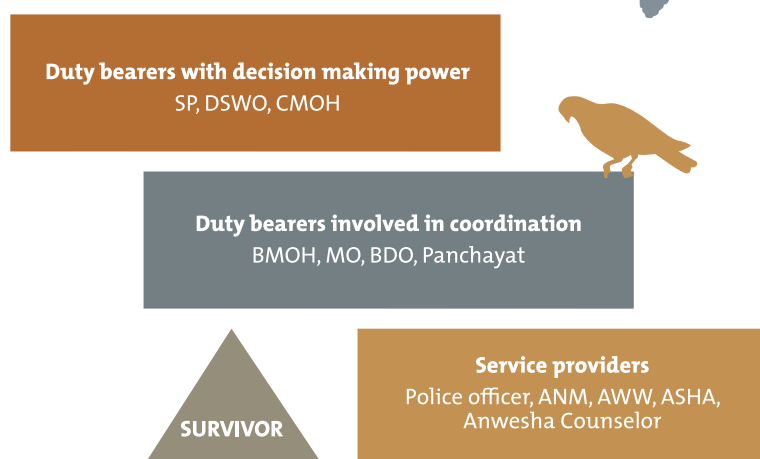 Duty bearers with decision making power
SP, DSWO, CMOH
Duty bearers involved in coordination
BMOH, MO, BDO, Panchayat
Service providers
Police officer, ANM, AWW, ASHA,
Anwesha Counselor
SURVIVOR